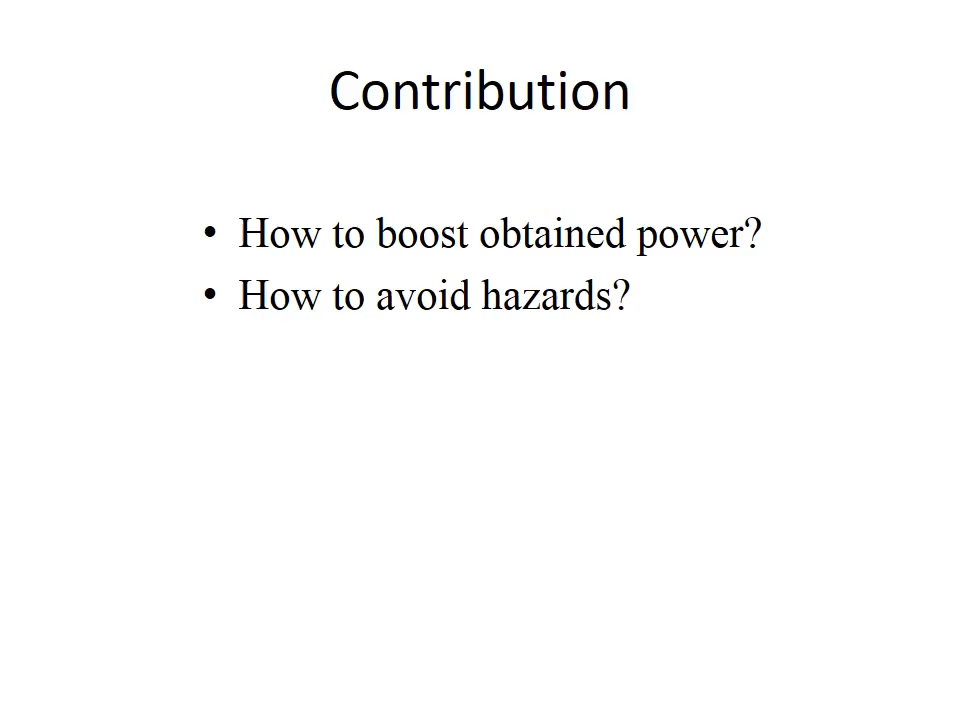 Contribution
• How to boost obtained power?
• How to avoid hazards?